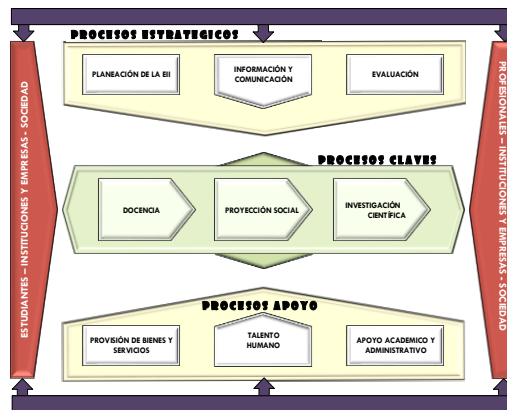 PROCESOS ESTRATEGICOS
PLANEACIÓN DE LA EII
INFORMACIÓN Y
COMUNICACIÓN
EVALUACIÓN
ESTUDIANTES – INSTITUCIONES Y EMPRESAS - SOCIEDAD
PROFESIONALES – INSTITUCIONES Y EMPRESAS - SOCIEDAD
PROCESOS CLAVES
DOCENCIA
PROYECCIÓN SOCIAL
INVESTIGACIÓN
CIENTÍFICA
PROCESOS APOYO
PROVISIÓN DE BIENES Y
SERVICIOS
TALENTO
HUMANO
APOYO ACADEMICO Y
ADMINISTRATIVO